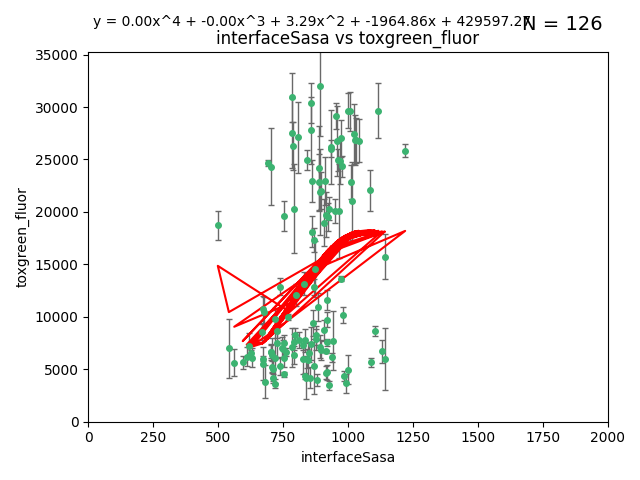 y = 0.00x^4 + -0.00x^3 + 3.29x^2 + -1964.86x + 429597.27
N = 126
interfaceSasa vs toxgreen_fluor
35000
30000
25000
20000
15000
10000
5000
0
toxgreen_fluor
0 250 500 750 1000 1250 1500 1750 2000
interfaceSasa